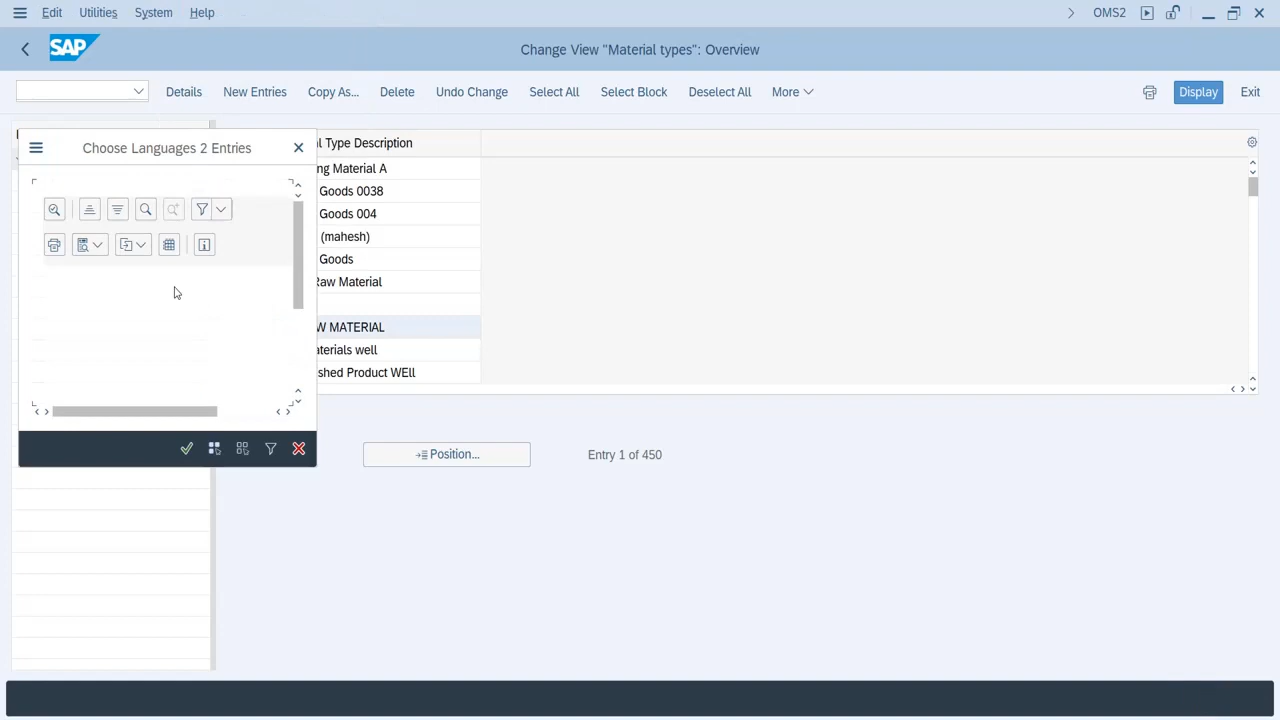 Edit Utilities System Help OMS2
SAP Change View "Material types": Overview
Details New Entries Copy As... Delete Undo Change Select All Select Block Deselect All More Display Exit
Choose Languages 2 Entries
l Type Description
ng Material A
Goods 0038
Goods 004
(mahesh)
Goods
Raw Material
W MATERIAL
aterials well
shed Product WEll
Position... Entry 1 of 450